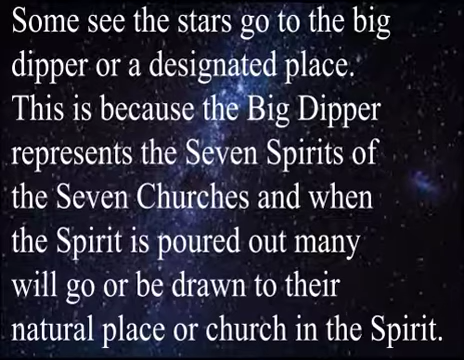 Some see the stars go to the big
dipper or a designated place.
This is because the Big Dipper
represents the Seven Spirits of
the Seven Churches and when
the Spirit is poured out many
will go or be drawn to their
natural place or church in the Spirit.